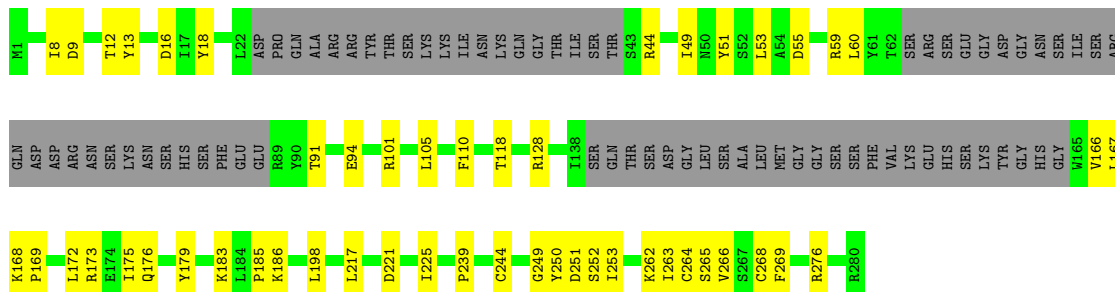 M1 I8 D9 T12 Y13 D16 I17 Y18 L22 ASP PRO GLN ALA ARG ARG TYR THR SER LYS LYS ILE ASN LYS GLN GLY THR ILE SER THR S43 R44 I49 N50 Y51 S52 L53 A54 D55 R59 L60 Y61 T62 SER ARG SER GLU GLY ASP GLY ASN SER ILE SER ARG
GLN ASP ASP ARG ASN SER LYS ASN SER HIS SER PHE GLU GLU R89 Y90 T91 E94 R101 L105 F110 T118 R128 I138 SER GLN THR SER ASP GLY LEU SER ALA LEU MET GLY GLY SER SER PHE VAL LYS GLU HIS SER LYS TYR GLY HIS GLY W165 V166 L167
K168 P169 L172 R173 E174 I175 Q176 Y179 K183 L184 P185 K186 L198 L217 D221 I225 P239 C244 G249 Y250 D251 S252 I253 K262 I263 C264 S265 V266 S267 C268 F269 R276 R280